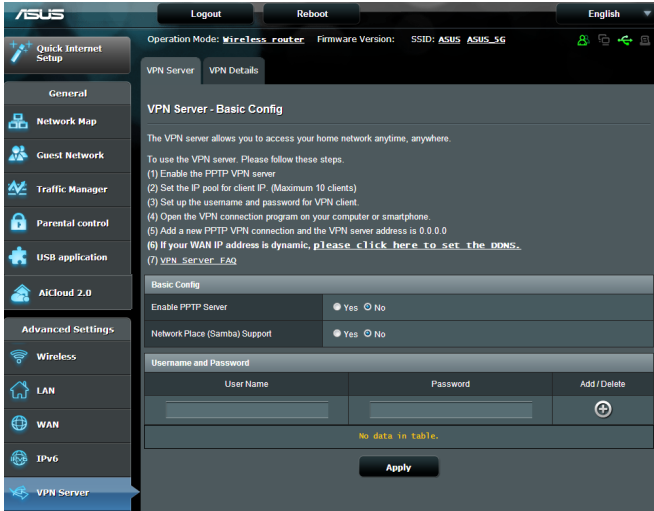 ASUS
Logout Reboot English
Operation Mode: Wireless router Firmware Version: SSID: ASUS ASUS_5G
Quick Internet
Setup
General
Network Map
Guest Network
Traffic Manager
Parental control
USB application
AiCloud 2.0
Advanced Settings
Wireless
LAN
WAN
IPv6
VPN Server
VPN Server VPN Details
VPN Server - Basic Config
The VPN server allows you to access your home network anytime, anywhere.
To use the VPN server. Please follow these steps.
(1) Enable the PPTP VPN server
(2) Set the IP pool for client IP. (Maximum 10 clients)
(3) Set up the username and password for VPN client.
(4) Open the VPN connection program on your computer or smartphone.
(5) Add a new PPTP VPN connection and the VPN server address is 0.0.0.0
(6) If your WAN IP address is dynamic, please click here to set the DDNS.
(7) VPN Server FAQ
Basic Config
Enable PPTP Server Yes No
Network Place (Samba) Support Yes No
Username and Password
User Name Password Add / Delete
No data in table.
Apply